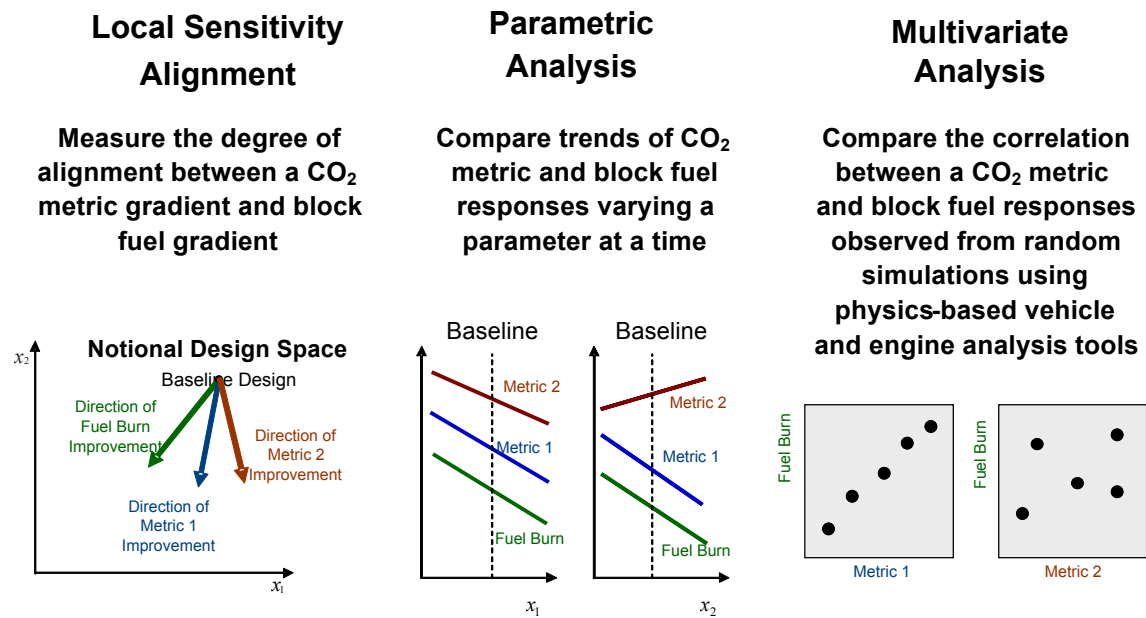 Local Sensitivity
Alignment
Measure the degree of
alignment between a CO₂
metric gradient and block
fuel gradient
x₂
Notional Design Space
Baseline Design
Direction of
Fuel Burn
Improvement
Direction of
Metric 2
Improvement
Direction of
Metric 1
Improvement
x₁
Parametric
Analysis
Compare trends of CO₂
metric and block fuel
responses varying a
parameter at a time
Baseline
Metric 2
Metric 1
Fuel Burn
x₁
Baseline
Metric 2
Metric 1
Fuel Burn
x₂
Multivariate
Analysis
Compare the correlation
between a CO₂ metric
and block fuel responses
observed from random
simulations using
physics-based vehicle
and engine analysis tools
Fuel Burn
Metric 1
Fuel Burn
Metric 2